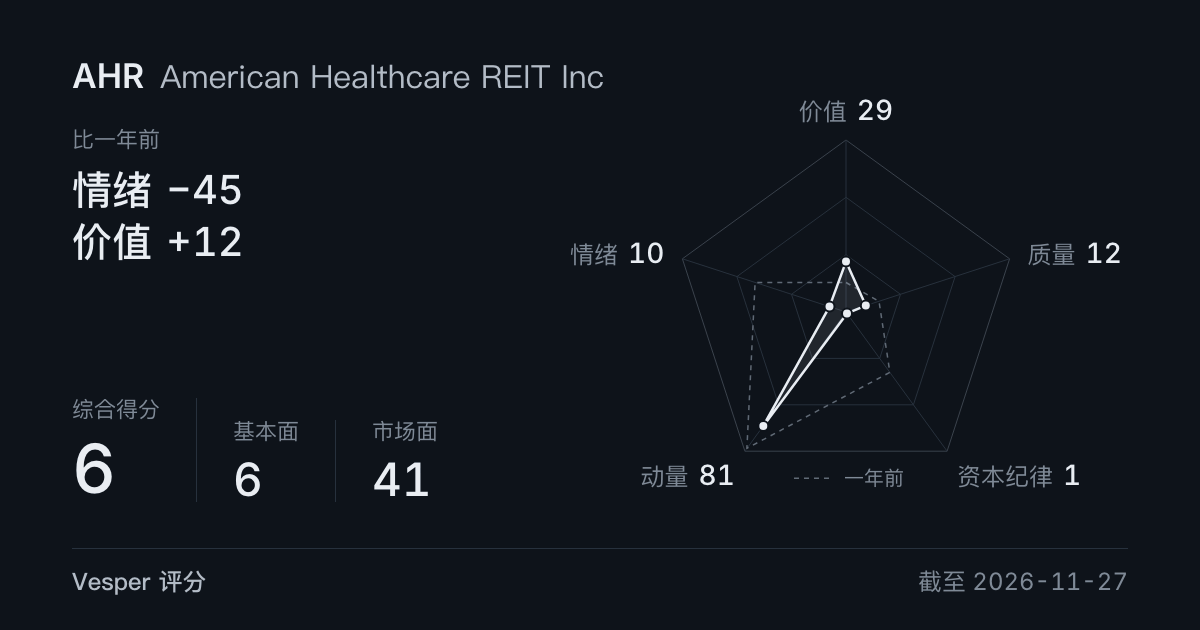 AHR American Healthcare REIT Inc
比一年前
情绪 −45
价值 +12
综合得分
6
基本面
6
市场面
41
价值 29
质量 12
情绪 10
动量 81
资本纪律 1
一年前
Vesper 评分
截至 2026-11-27